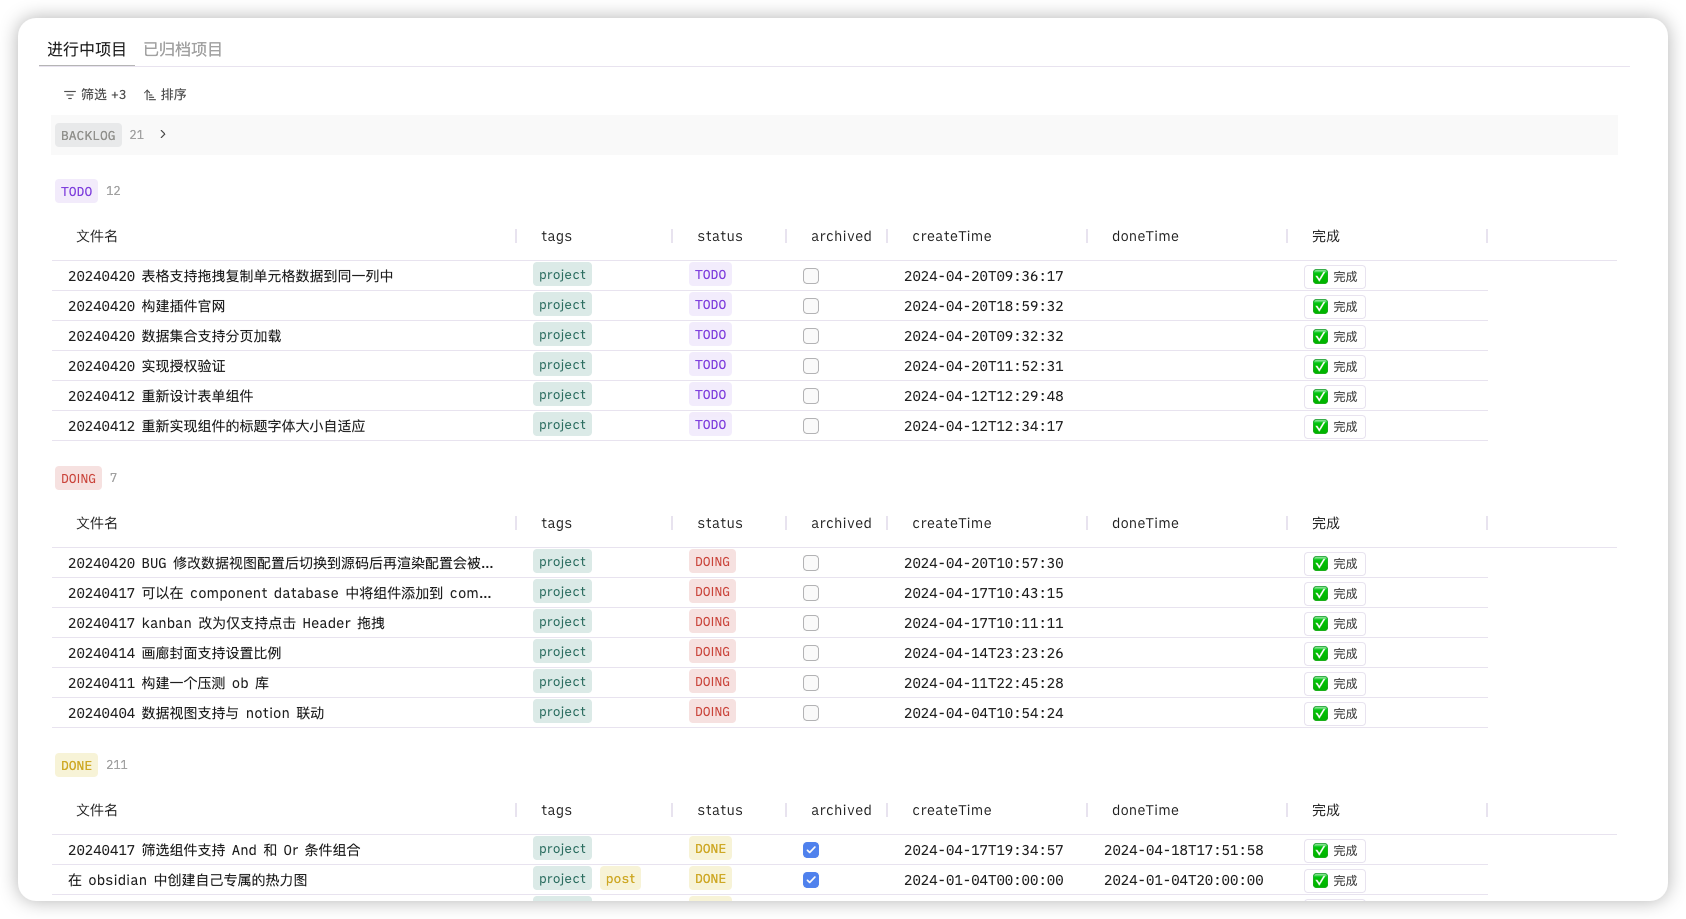 进行中项目 已归档项目
筛选 +3 排序
BACKLOG 21
TODO 12
文件名 tags status archived createTime doneTime 完成
20240420 表格支持拖拽复制单元格数据到同一列中 project TODO 2024-04-20T09:36:17 完成
20240420 构建插件官网 project TODO 2024-04-20T18:59:32 完成
20240420 数据集合支持分页加载 project TODO 2024-04-20T09:32:32 完成
20240420 实现授权验证 project TODO 2024-04-20T11:52:31 完成
20240412 重新设计表单组件 project TODO 2024-04-12T12:29:48 完成
20240412 重新实现组件的标题字体大小自适应 project TODO 2024-04-12T12:34:17 完成
DOING 7
文件名 tags status archived createTime doneTime 完成
20240420 BUG 修改数据视图配置后切换到源码后再渲染配置会被... project DOING 2024-04-20T10:57:30 完成
20240417 可以在 component database 中将组件添加到 com... project DOING 2024-04-17T10:43:15 完成
20240417 kanban 改为仅支持点击 Header 拖拽 project DOING 2024-04-17T10:11:11 完成
20240414 画廊封面支持设置比例 project DOING 2024-04-14T23:23:26 完成
20240411 构建一个压测 ob 库 project DOING 2024-04-11T22:45:28 完成
20240404 数据视图支持与 notion 联动 project DOING 2024-04-04T10:54:24 完成
DONE 211
文件名 tags status archived createTime doneTime 完成
20240417 筛选组件支持 And 和 Or 条件组合 project DONE 2024-04-17T19:34:57 2024-04-18T17:51:58 完成
在 obsidian 中创建自己专属的热力图 project post DONE 2024-01-04T00:00:00 2024-01-04T20:00:00 完成